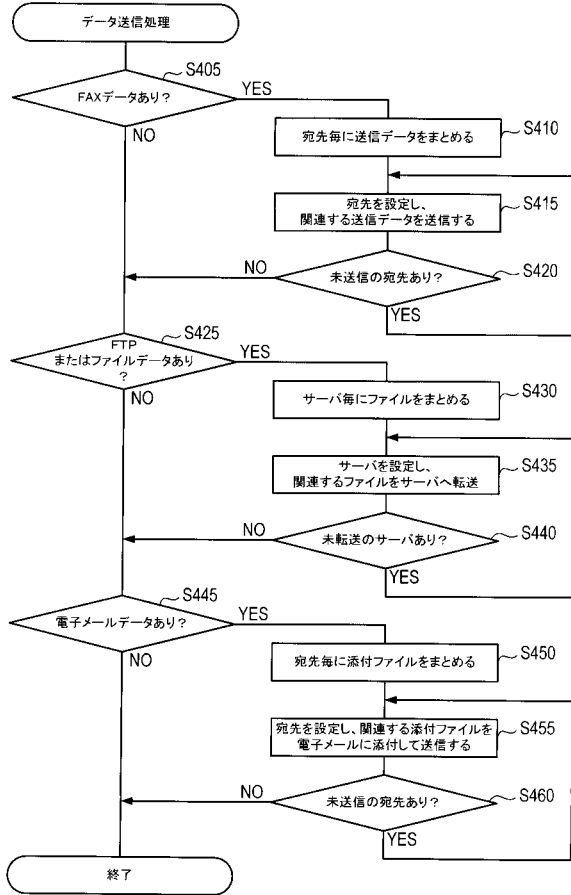 データ送信処理
S405
FAXデータあり?
YES
NO
宛先毎に送信データをまとめる
S410
宛先を設定し、
関連する送信データを送信する
S415
未送信の宛先あり?
S420
NO
YES
S425
FTP
またはファイルデータあり
?
YES
NO
サーバ毎にファイルをまとめる
S430
サーバを設定し、
関連するファイルをサーバへ転送
S435
未転送のサーバあり?
S440
NO
YES
S445
電子メールデータあり?
YES
NO
宛先毎に添付ファイルをまとめる
S450
宛先を設定し、関連する添付ファイルを
電子メールに添付して送信する
S455
未送信の宛先あり?
S460
NO
YES
終了